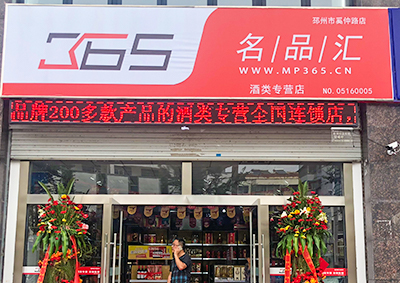 邳州市奚仲路店
365
名/品/汇
WWW.MP365.CN
酒类专营店
NO.05160005
品牌200多款产品的酒类专营全国连锁店,